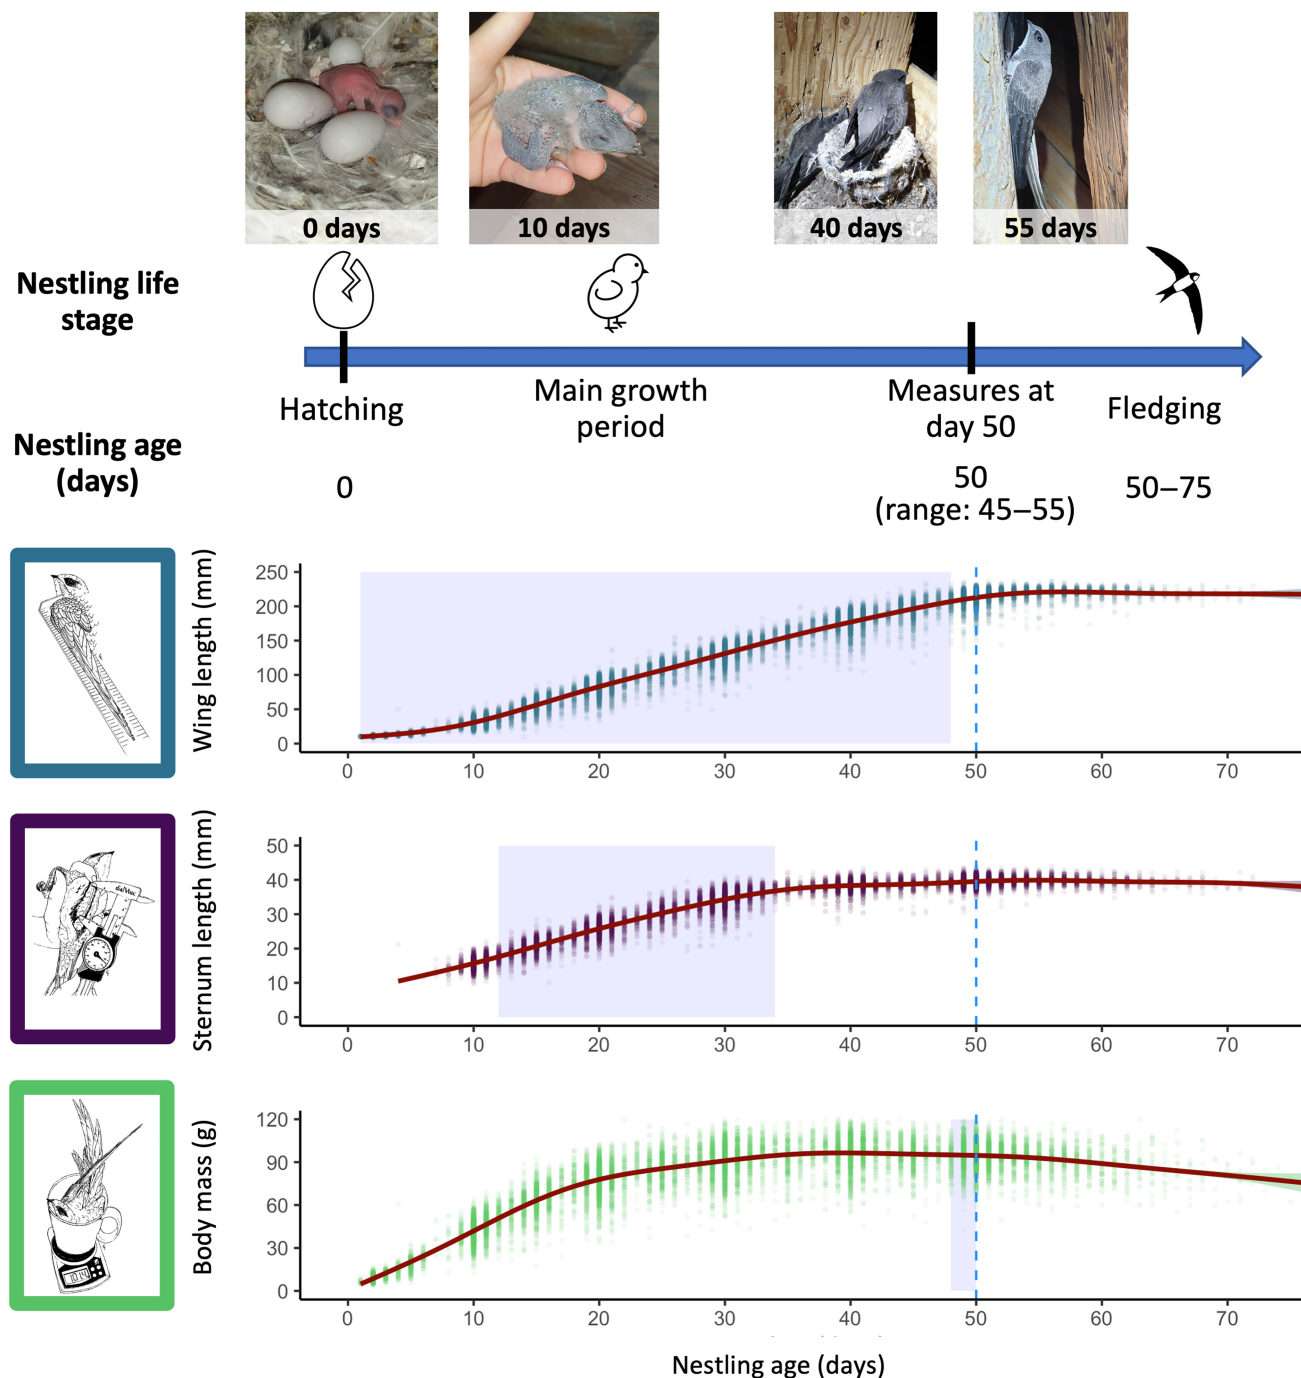 0 days
10 days
40 days
55 days
Nestling life
stage
Hatching
Main growth
period
Measures at
day 50
Fledging
Nestling age
(days)
0
50
(range: 45–55)
50–75
Wing length (mm)
250
200
150
100
50
0
0 10 20 30 40 50 60 70
Sternum length (mm)
50
40
30
20
10
0
0 10 20 30 40 50 60 70
Body mass (g)
120
90
60
30
0
0 10 20 30 40 50 60 70
Nestling age (days)